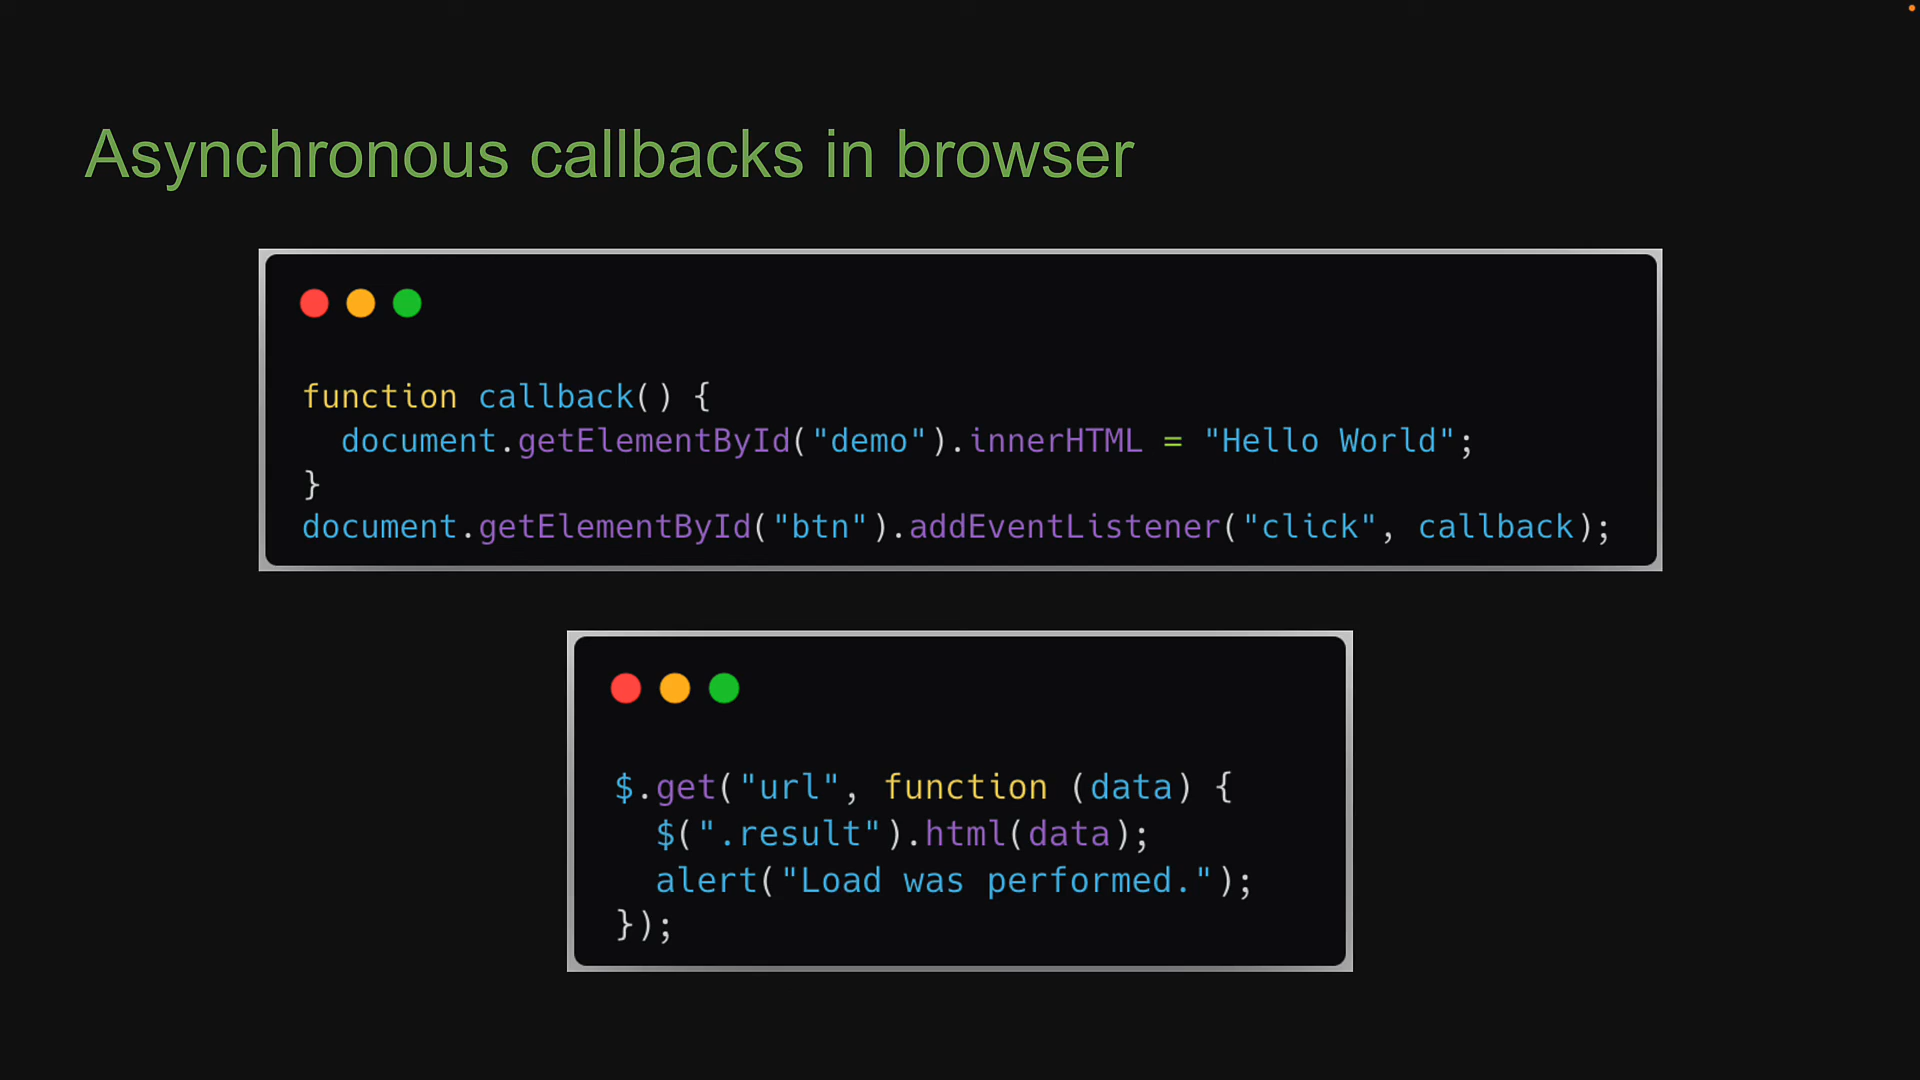 Asynchronous callbacks in browser
function callback() {
  document.getElementById("demo").innerHTML = "Hello World";
}
document.getElementById("btn").addEventListener("click", callback);
$.get("url", function (data) {
  $(".result").html(data);
  alert("Load was performed.");
});